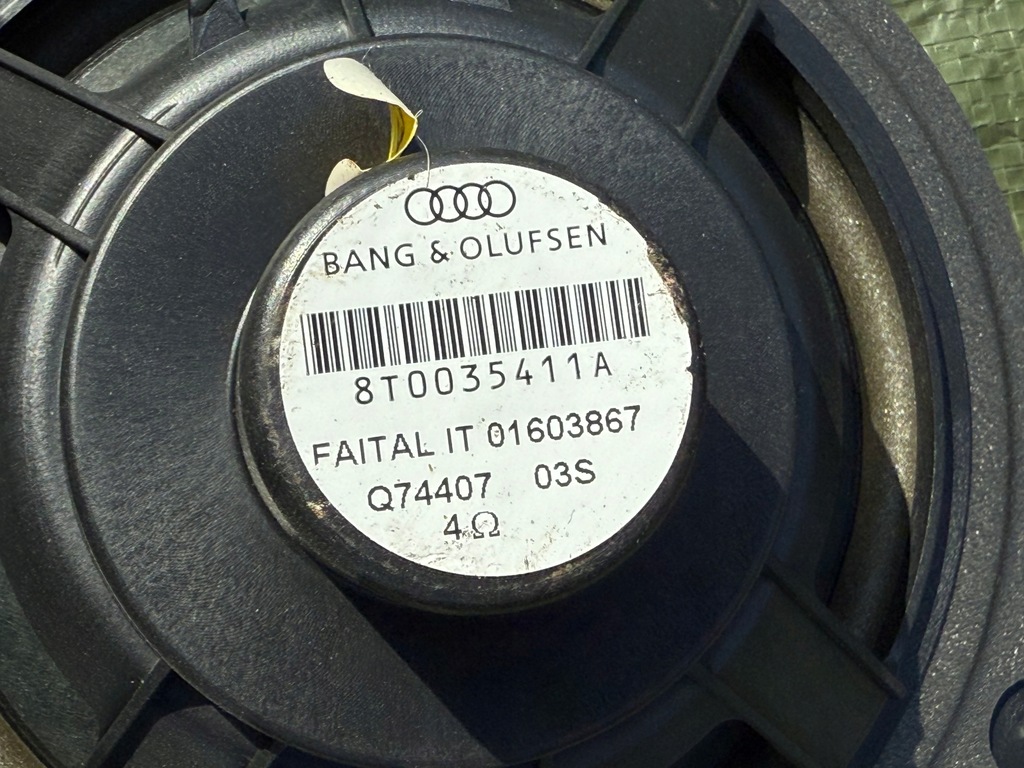 BANG & OLUFSEN
8T0035411A
FAITAL IT 01603867
Q74407 03S
4Ω